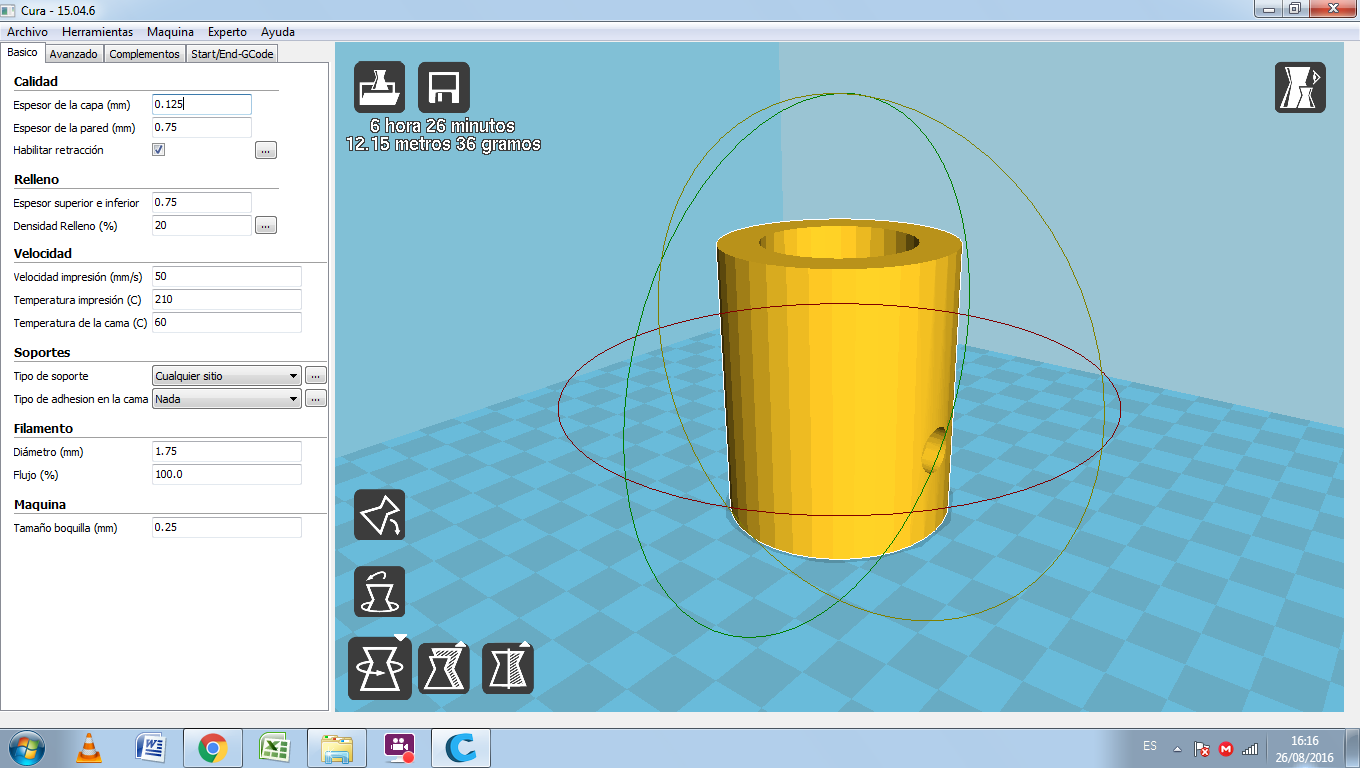 Cura - 15.04.6
Archivo Herramientas Maquina Experto Ayuda
Basico Avanzado Complementos Start/End-GCode
Calidad
Espesor de la capa (mm) 0.125
Espesor de la pared (mm) 0.75
Habilitar retracción ...
Relleno
Espesor superior e inferior 0.75
Densidad Relleno (%) 20 ...
Velocidad
Velocidad impresión (mm/s) 50
Temperatura impresión (C) 210
Temperatura de la cama (C) 60
Soportes
Tipo de soporte Cualquier sitio ...
Tipo de adhesion en la cama Nada ...
Filamento
Diámetro (mm) 1.75
Flujo (%) 100.0
Maquina
Tamaño boquilla (mm) 0.25
6 hora 26 minutos
12.15 metros 36 gramos
ES
16:16
26/08/2016